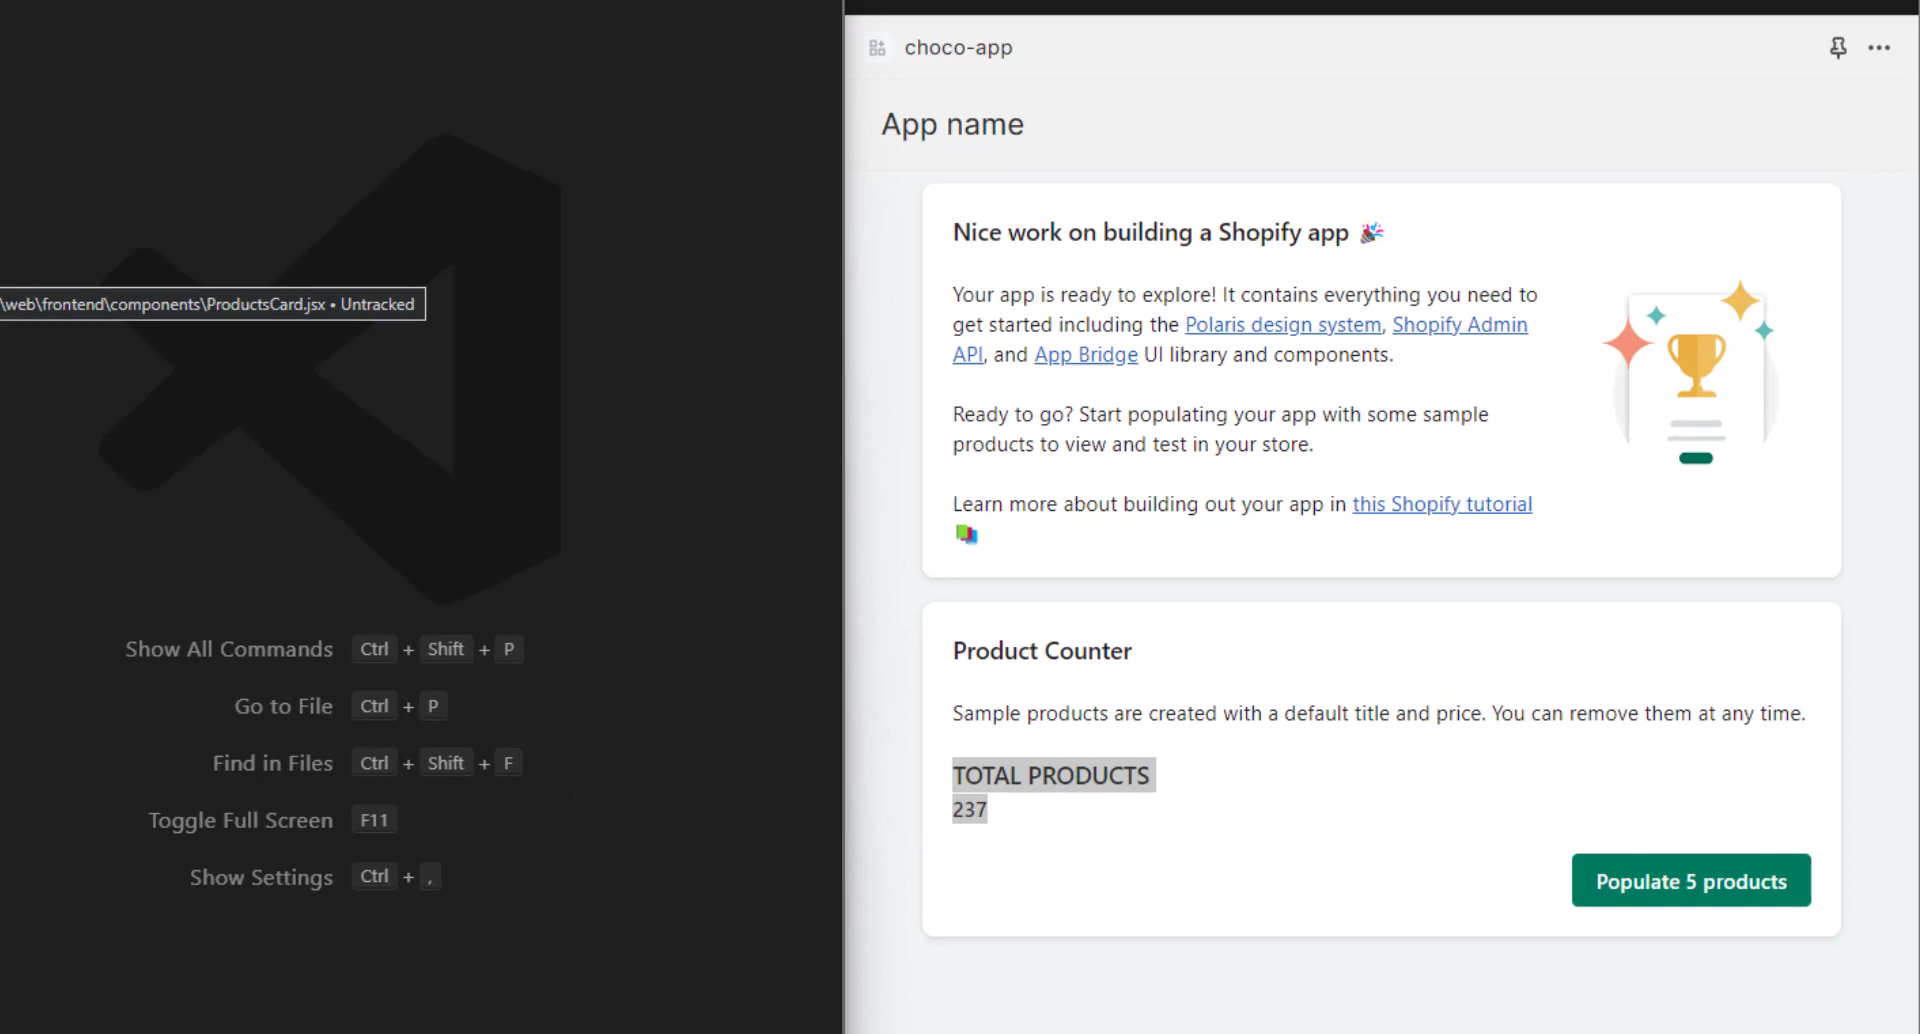 \web\frontend\components\ProductsCard.jsx • Untracked
Show All Commands Ctrl + Shift + P
Go to File Ctrl + P
Find in Files Ctrl + Shift + F
Toggle Full Screen F11
Show Settings Ctrl + ,
choco-app
App name
Nice work on building a Shopify app 🎉
Your app is ready to explore! It contains everything you need to
get started including the Polaris design system, Shopify Admin
API, and App Bridge UI library and components.
Ready to go? Start populating your app with some sample
products to view and test in your store.
Learn more about building out your app in this Shopify tutorial
📚
Product Counter
Sample products are created with a default title and price. You can remove them at any time.
TOTAL PRODUCTS
237
Populate 5 products